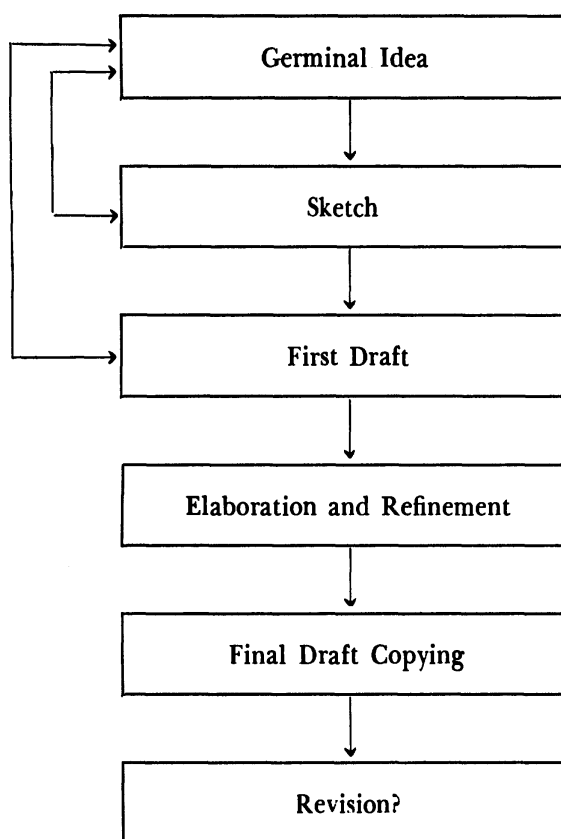 Germinal Idea
Sketch
First Draft
Elaboration and Refinement
Final Draft Copying
Revision?